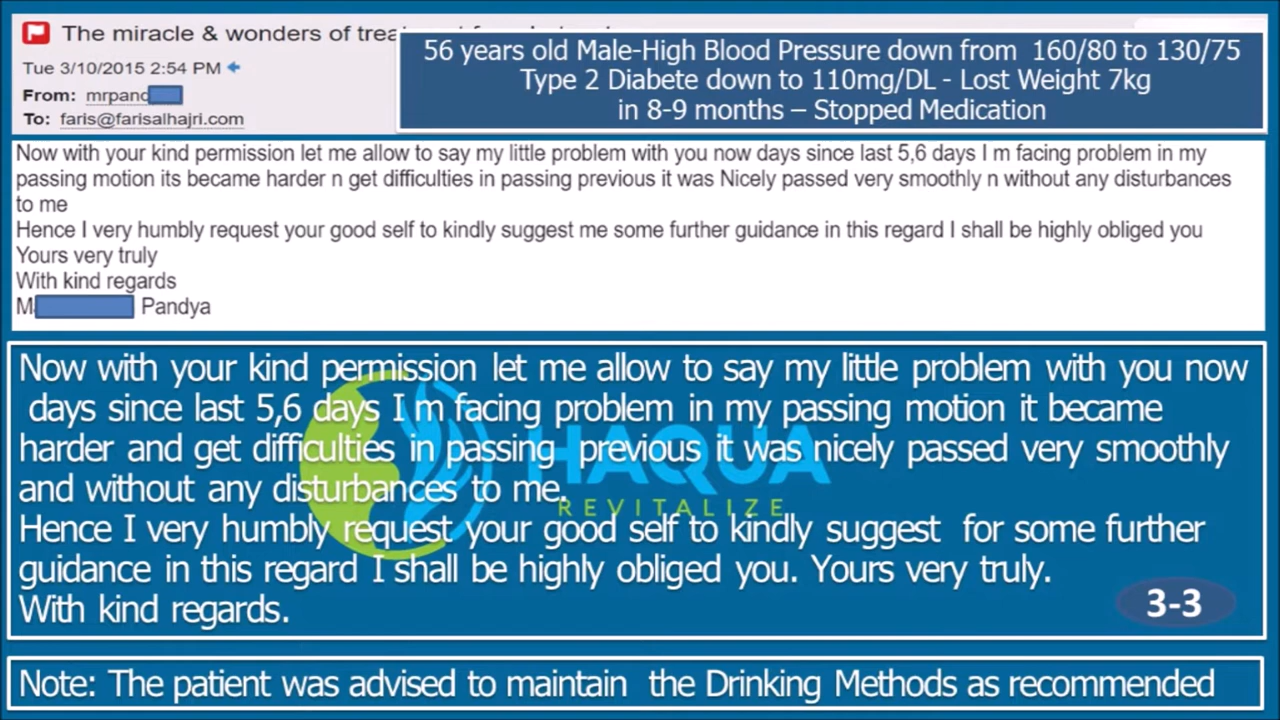 The miracle & wonders of
Tue 3/10/2015 2:54 PM
From: mrpand
To: faris@farisalhajri.com
56 years old Male-High Blood Pressure down from 160/80 to 130/75
Type 2 Diabete down to 110mg/DL - Lost Weight 7kg
in 8-9 months – Stopped Medication
Now with your kind permission let me allow to say my little problem with you now days since last 5,6 days I m facing problem in my
passing motion its became harder n get difficulties in passing previous it was Nicely passed very smoothly n without any disturbances
to me
Hence I very humbly request your good self to kindly suggest me some further guidance in this regard I shall be highly obliged you
Yours very truly
With kind regards
M Pandya
Now with your kind permission let me allow to say my little problem with you now
days since last 5,6 days I m facing problem in my passing motion it became
harder and get difficulties in passing previous it was nicely passed very smoothly
and without any disturbances to me.
Hence I very humbly request your good self to kindly suggest for some further
guidance in this regard I shall be highly obliged you. Yours very truly.
With kind regards.
HAQUA
REVITALIZE
3-3
Note: The patient was advised to maintain the Drinking Methods as recommended